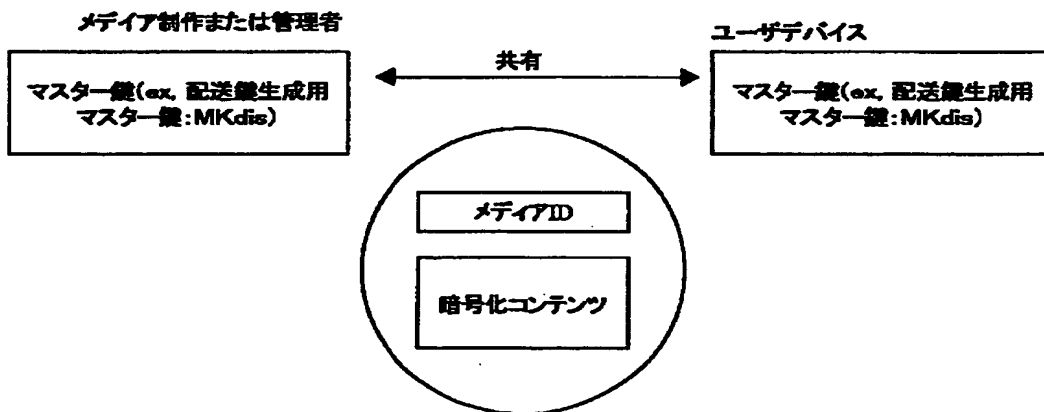 メデイア制作または管理者
ユーザデバイス
共有
マスター鍵(ex, 配送鍵生成用
マスター鍵:MKdis)
マスター鍵(ex, 配送鍵生成用
マスター鍵:MKdis)
メディアID
暗号化コンテンツ